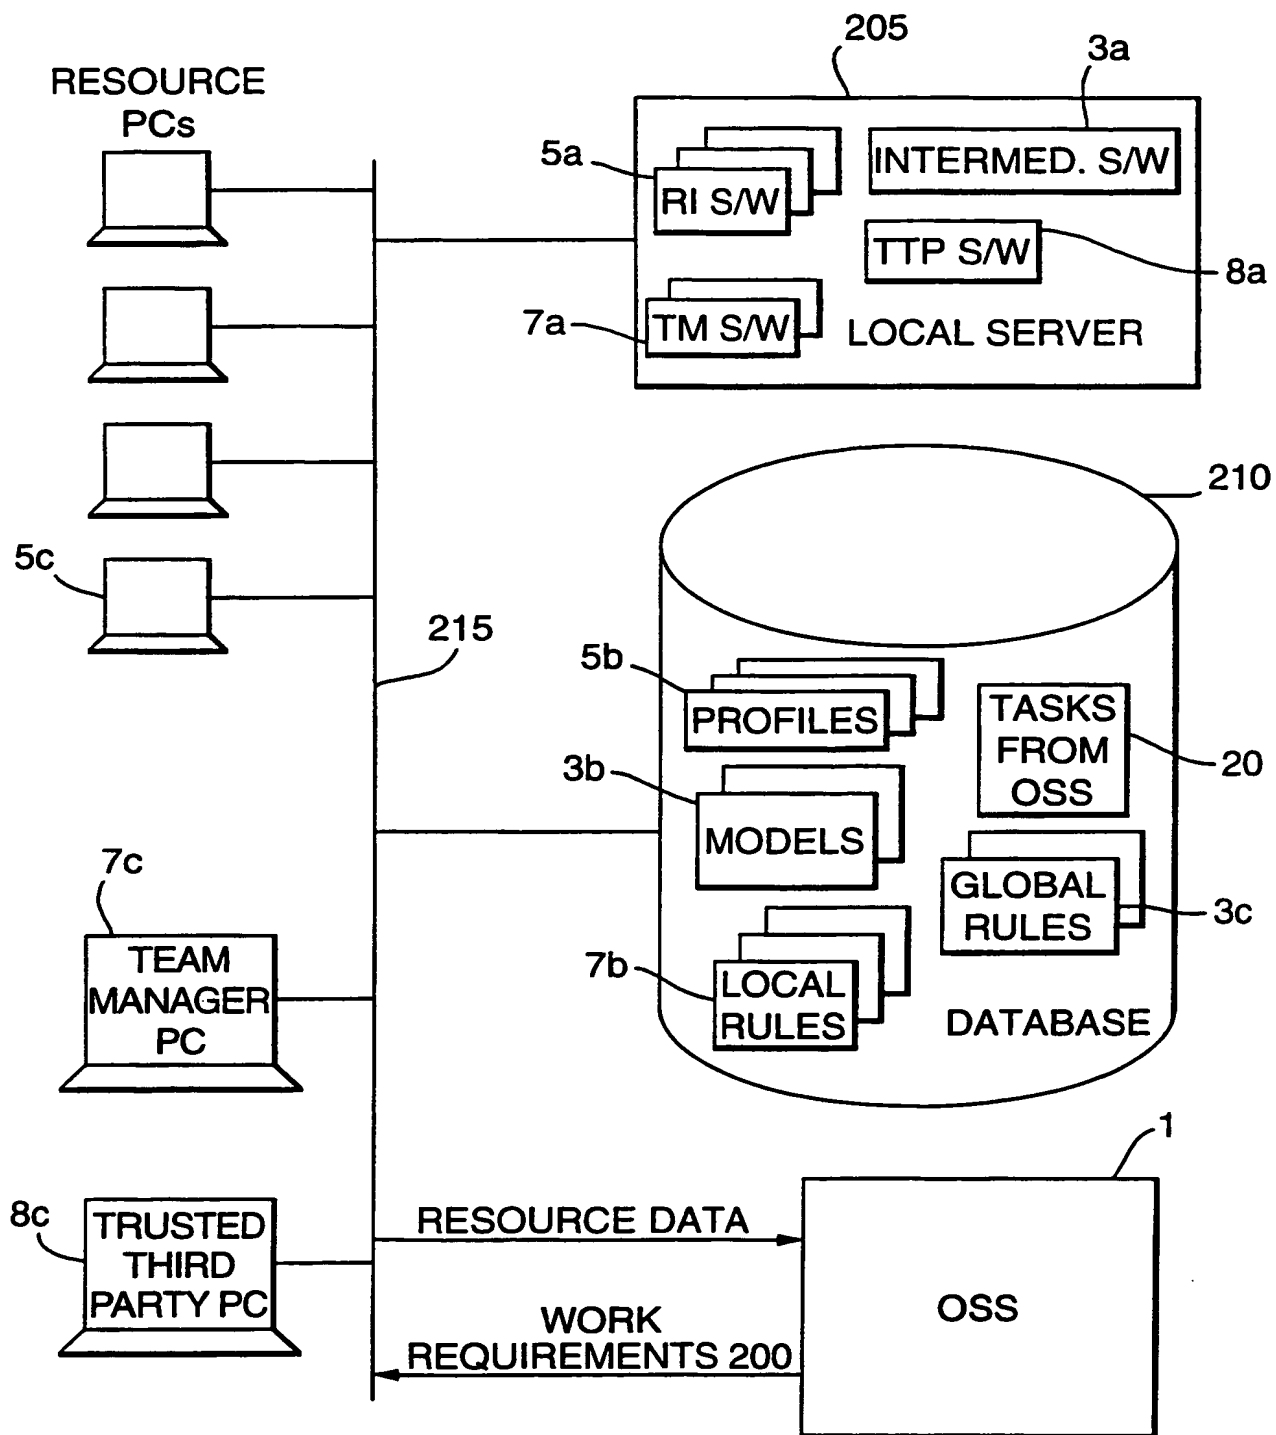 RESOURCE
PCs
5c
205
3a
5a
RI S/W
INTERMED. S/W
TTP S/W
8a
7a
TM S/W
LOCAL SERVER
210
215
5b
PROFILES
TASKS
FROM
OSS
20
3b
MODELS
GLOBAL
RULES
3c
7b
LOCAL
RULES
DATABASE
7c
TEAM
MANAGER
PC
8c
TRUSTED
THIRD
PARTY PC
RESOURCE DATA
WORK
REQUIREMENTS 200
1
OSS